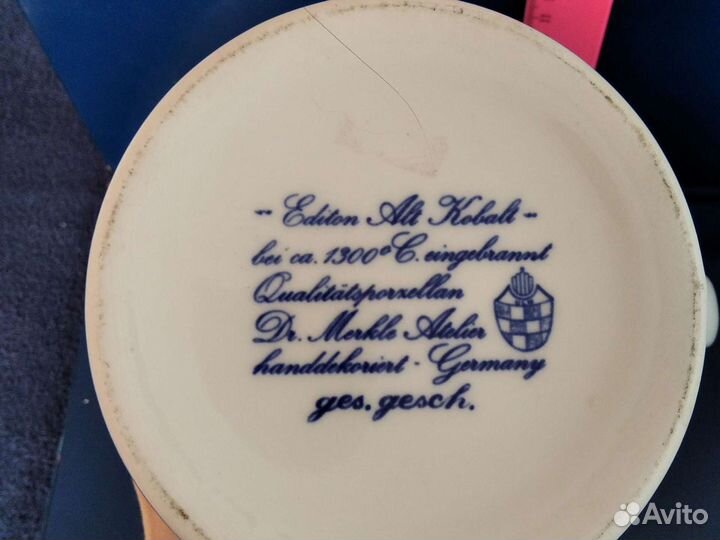 -- Editon Alt Kobalt --
bei ca. 1300°C. eingebrannt
Qualitätsporzellan
Dr. Merkle Atelier
handdekoriert - Germany
ges. gesch.
Avito